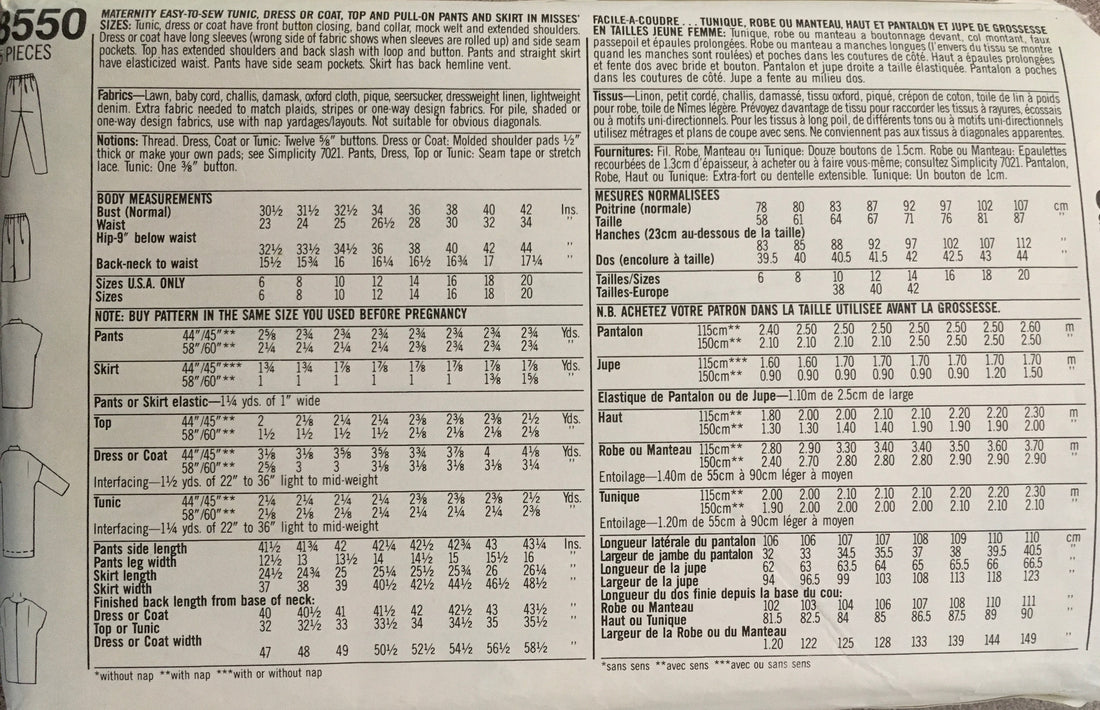 8550
5 PIECES
MATERNITY EASY-TO-SEW TUNIC, DRESS OR COAT, TOP AND PULL-ON PANTS AND SKIRT IN MISSES'
SIZES: Tunic, dress or coat have front button closing, band collar, mock welt and extended shoulders.
Dress or coat have long sleeves (wrong side of fabric shows when sleeves are rolled up) and side seam
pockets. Top has extended shoulders and back slash with loop and button. Pants and straight skirt
have elasticized waist. Pants have side seam pockets. Skirt has back hemline vent.
Fabrics—Lawn, baby cord, challis, damask, oxford cloth, pique, seersucker, dressweight linen, lightweight
denim. Extra fabric needed to match plaids, stripes or one-way design fabrics. For pile, shaded or
one-way design fabrics, use with nap yardages/layouts. Not suitable for obvious diagonals.
Notions: Thread. Dress, Coat or Tunic: Twelve ⅝" buttons. Dress or Coat: Molded shoulder pads ½"
thick or make your own pads; see Simplicity 7021. Pants, Dress, Top or Tunic: Seam tape or stretch
lace. Tunic: One ⅜" button.
BODY MEASUREMENTS
Bust (Normal) 30½ 31½ 32½ 34 36 38 40 42 Ins.
Waist 23 24 25 26½ 28 30 32 34 "
Hip-9" below waist
32½ 33½ 34½ 36 38 40 42 44 "
Back-neck to waist 15½ 15¾ 16 16¼ 16½ 16¾ 17 17¼ "
Sizes U.S.A. ONLY 6 8 10 12 14 16 18 20
Sizes 6 8 10 12 14 16 18 20
NOTE: BUY PATTERN IN THE SAME SIZE YOU USED BEFORE PREGNANCY
Pants 44"/45"** 2⅝ 2¾ 2¾ 2¾ 2¾ 2¾ 2¾ 2¾ Yds.
58"/60"** 2¼ 2¼ 2¼ 2¼ 2¾ 2¾ 2¾ 2¾ "
Skirt 44"/45"*** 1¾ 1¾ 1⅞ 1⅞ 1⅞ 1⅞ 1⅞ 1⅞ Yds.
58"/60"** 1 1 1 1 1 1 1⅜ 1⅝ "
Pants or Skirt elastic—1¼ yds. of 1" wide
Top 44"/45"** 2 2⅛ 2¼ 2¼ 2⅜ 2⅜ 2⅜ 2½ Yds.
58"/60"** 1½ 1½ 1½ 1½ 2⅛ 2⅛ 2⅛ 2⅛ "
Dress or Coat 44"/45"** 3⅛ 3⅛ 3⅝ 3⅝ 3¾ 3⅞ 4 4⅛ Yds.
58"/60"** 2⅝ 3 3 3⅛ 3⅛ 3⅛ 3⅛ 3¼ "
Interfacing—1½ yds. of 22" to 36" light to mid-weight
Tunic 44"/45"** 2¼ 2¼ 2¼ 2¼ 2⅜ 2⅜ 2⅜ 2½ Yds.
58"/60"** 2⅛ 2⅛ 2⅛ 2¼ 2¼ 2¼ 2¼ 2⅜ "
Interfacing—1¼ yds. of 22" to 36" light to mid-weight
Pants side length 41½ 41¾ 42 42¼ 42½ 42¾ 43 43¼ Ins.
Pants leg width 12½ 13 13½ 14 14½ 15 15½ 16 "
Skirt length 24½ 24¾ 25 25¼ 25½ 25¾ 26 26¼ "
Skirt width 37 38 39 40½ 42½ 44½ 46½ 48½ "
Finished back length from base of neck:
Dress or Coat 40 40½ 41 41½ 42 42½ 43 43½ "
Top or Tunic 32 32½ 33 33½ 34 34½ 35 35½ "
Dress or Coat width
47 48 49 50½ 52½ 54½ 56½ 58½ "
*without nap **with nap ***with or without nap
FACILE-A-COUDRE . . . TUNIQUE, ROBE OU MANTEAU, HAUT ET PANTALON ET JUPE DE GROSSESSE
EN TAILLES JEUNE FEMME: Tunique, robe ou manteau a boutonnage devant, col montant, faux
passepoil et épaules prolongées. Robe ou manteau a manches longues (l'envers du tissu se montre
quand les manches sont roulées) et poches dans les coutures de côté. Haut a épaules prolongées
et fente dos avec bride et bouton. Pantalon et jupe droite a taille élastiquée. Pantalon a poches
dans les coutures de côté. Jupe a fente au milieu dos.
Tissus—Linon, petit cordé, challis, damassé, tissu oxford, piqué, crépon de coton, toile de lin à poids
pour robe, toile de Nîmes légère. Prévoyez davantage de tissu pour raccorder les tissus à rayures, écossais
ou à motifs uni-directionnels. Pour les tissus à long poil, de différents tons ou à motifs uni-directionnels
utilisez métrages et plans de coupe avec sens. Ne conviennent pas aux tissus à diagonales apparentes.
Fournitures: Fil. Robe, Manteau ou Tunique: Douze boutons de 1.5cm. Robe ou Manteau: Epaulettes
recourbées de 1.3cm d'épaisseur, à acheter ou à faire vous-même; consultez Simplicity 7021. Pantalon,
Robe, Haut ou Tunique: Extra-fort ou dentelle extensible. Tunique: Un bouton de 1cm.
MESURES NORMALISEES
Poitrine (normale) 78 80 83 87 92 97 102 107 cm
Taille 58 61 64 67 71 76 81 87 "
Hanches (23cm au-dessous de la taille)
83 85 88 92 97 102 107 112 "
Dos (encolure à taille) 39.5 40 40.5 41.5 42 42.5 43 44 "
Tailles/Sizes 6 8 10 12 14 16 18 20
Tailles-Europe 38 40 42
N.B. ACHETEZ VOTRE PATRON DANS LA TAILLE UTILISEE AVANT LA GROSSESSE.
Pantalon 115cm** 2.40 2.50 2.50 2.50 2.50 2.50 2.50 2.60 m
150cm** 2.10 2.10 2.10 2.10 2.50 2.50 2.50 2.50 "
Jupe 115cm*** 1.60 1.60 1.70 1.70 1.70 1.70 1.70 1.70 m
150cm** 0.90 0.90 0.90 0.90 0.90 0.90 1.20 1.50 "
Elastique de Pantalon ou de Jupe—1.10m de 2.5cm de large
Haut 115cm** 1.80 2.00 2.00 2.10 2.10 2.20 2.20 2.30 m
150cm** 1.30 1.30 1.40 1.40 1.90 1.90 1.90 2.00 "
Robe ou Manteau 115cm** 2.80 2.90 3.30 3.40 3.40 3.50 3.60 3.70 m
150cm** 2.40 2.70 2.80 2.80 2.80 2.90 2.90 2.90 "
Entoilage—1.40m de 55cm à 90cm léger à moyen
Tunique 115cm** 2.00 2.00 2.10 2.10 2.10 2.20 2.20 2.30 m
150cm** 1.90 2.00 2.00 2.00 2.00 2.10 2.10 2.10 "
Entoilage—1.20m de 55cm à 90cm léger à moyen
Longueur latérale du pantalon 106 106 107 107 108 109 110 110 cm
Largeur de jambe du pantalon 32 33 34.5 35.5 37 38 39.5 40.5 "
Longueur de la jupe 62 63 63.5 64 65 65.5 66 66.5 "
Largeur de la jupe 94 96.5 99 103 108 113 118 123 "
Longueur du dos finie depuis la base du cou:
Robe ou Manteau 102 103 104 106 107 108 110 111 "
Haut ou Tunique 81.5 82.5 84 85 86.5 87.5 89 90 "
Largeur de la Robe ou du Manteau
1.20 122 125 128 133 139 144 149 "
*sans sens **avec sens ***avec ou sans sens